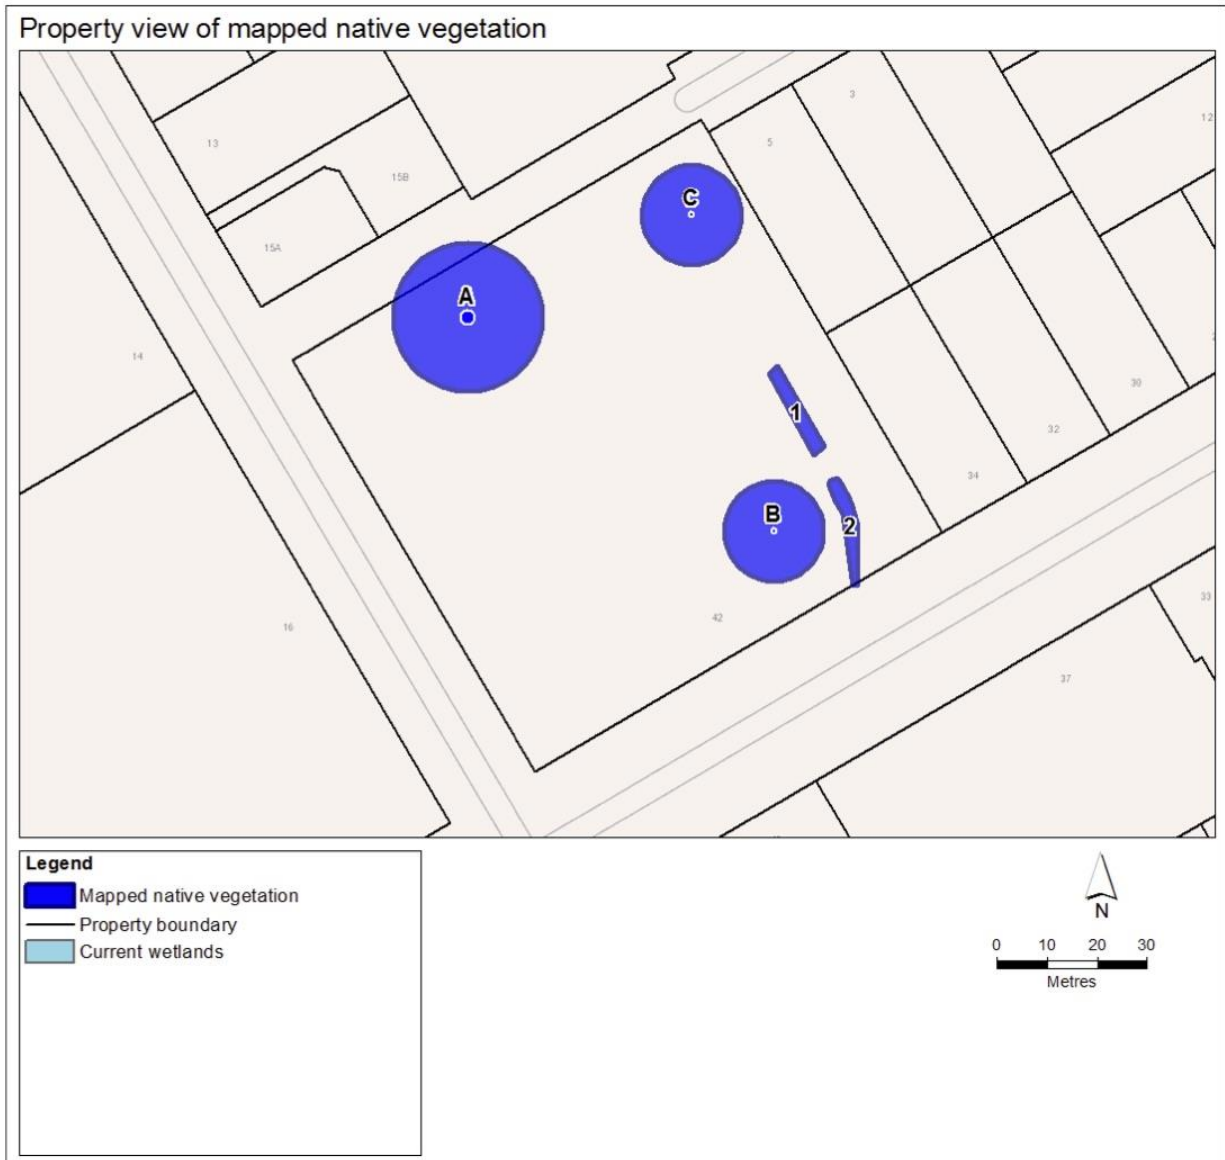 Property view of mapped native vegetation
3
12
13
5
15B
C
15A
A
14
30
1
32
34
B
2
33
42
16
37
Legend
Mapped native vegetation
Property boundary
Current wetlands
N
0 10 20 30
Metres